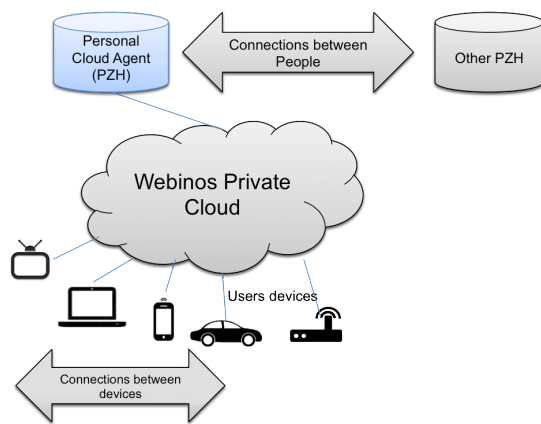 Personal
Cloud Agent
(PZH)
Connections between
People
Other PZH
Webinos Private
Cloud
Users devices
Connections between
devices